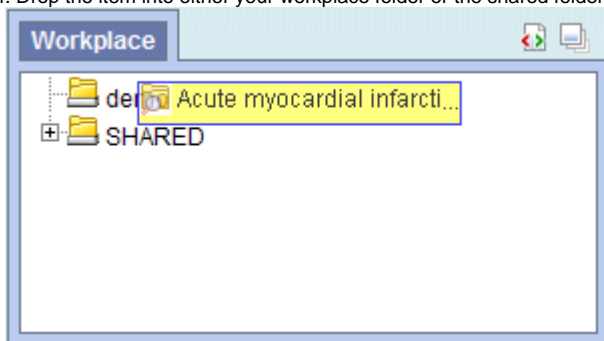 . Drop the item into either your workplace folder or the shared folder
Workplace
Acute myocardial infarcti...
SHARED